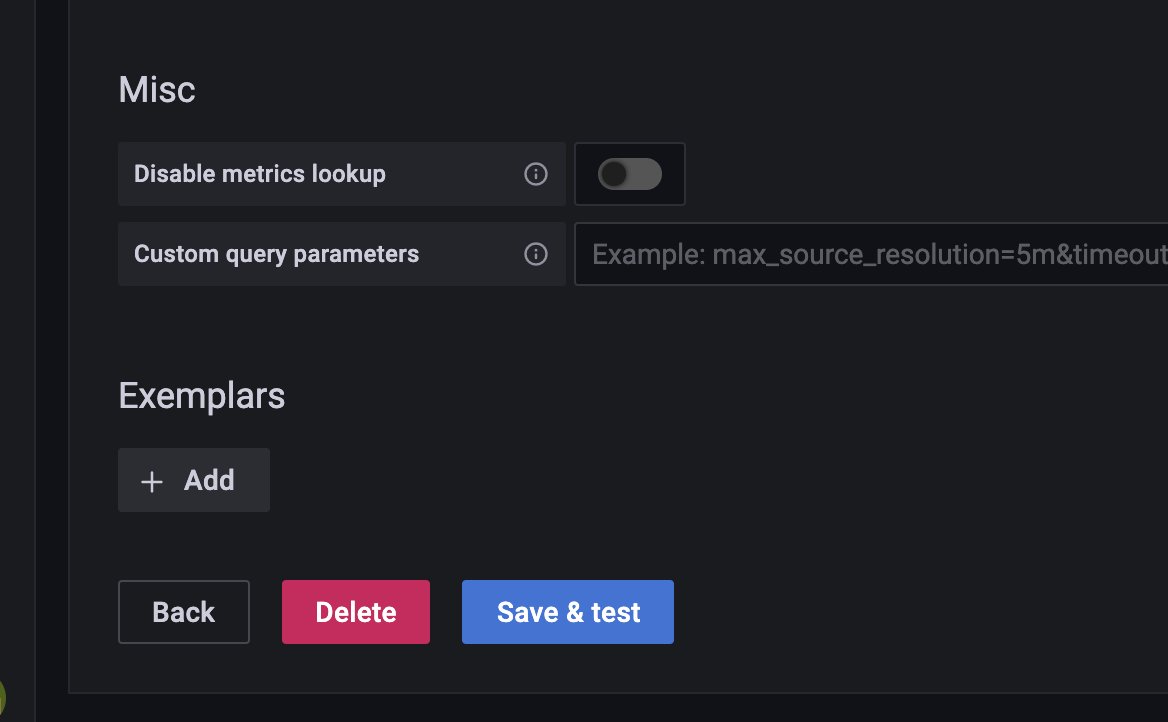 Misc
Disable metrics lookup
Custom query parameters
Example: max_source_resolution=5m&timeout
Exemplars
+ Add
Back
Delete
Save & test